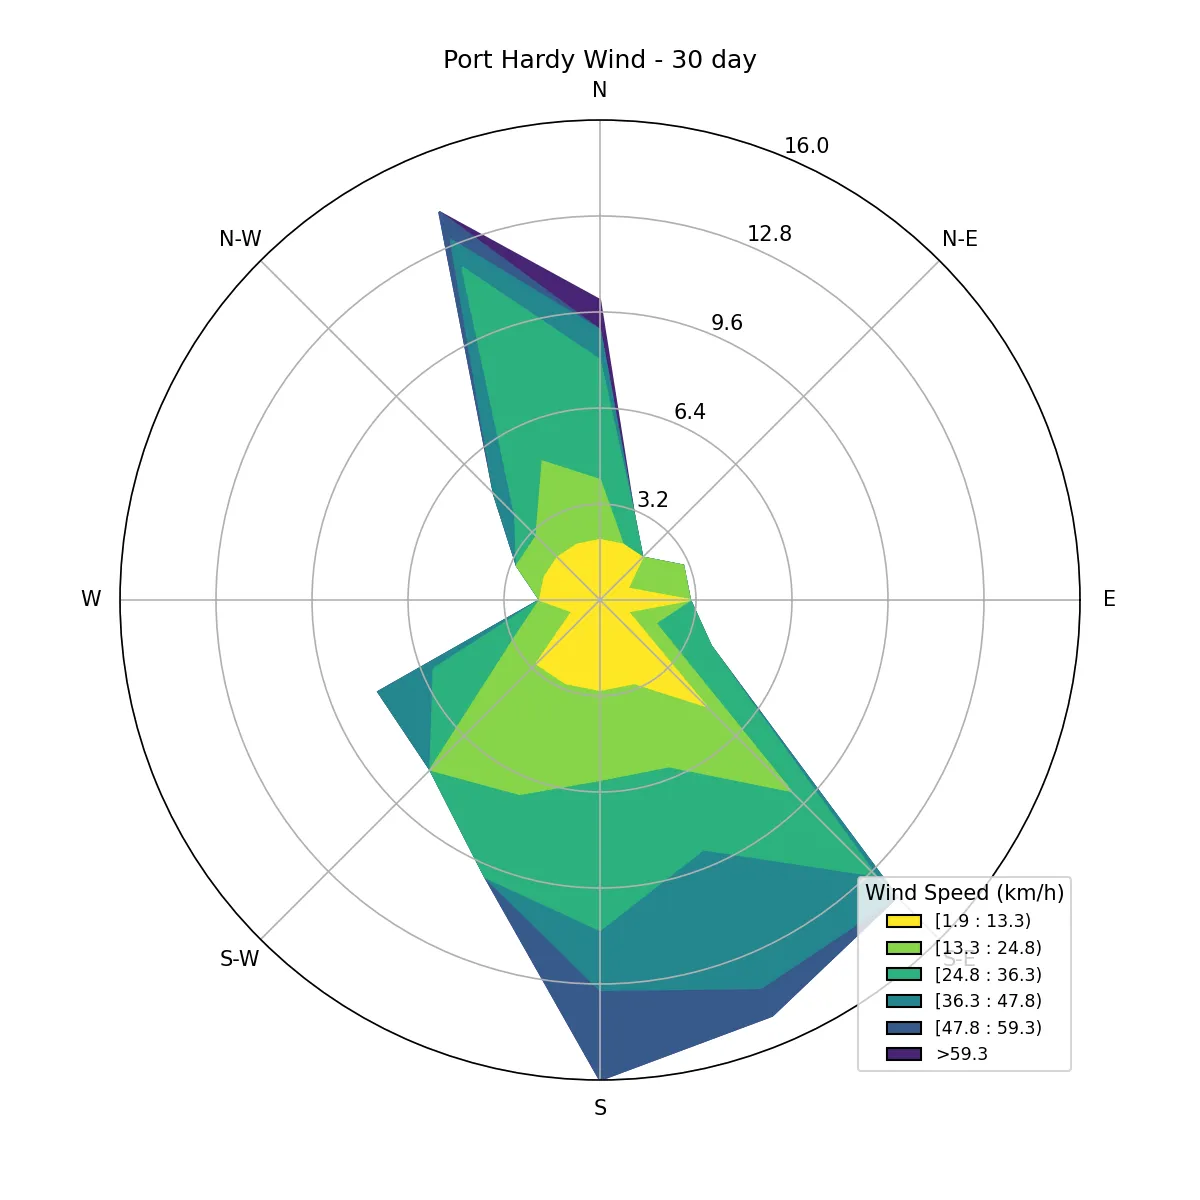 Port Hardy Wind - 30 day
N
16.0
N-W
12.8
N-E
9.6
6.4
3.2
W
E
Wind Speed (km/h)
[1.9 : 13.3)
[13.3 : 24.8)
S-W
S-E
[24.8 : 36.3)
[36.3 : 47.8)
[47.8 : 59.3)
>59.3
S